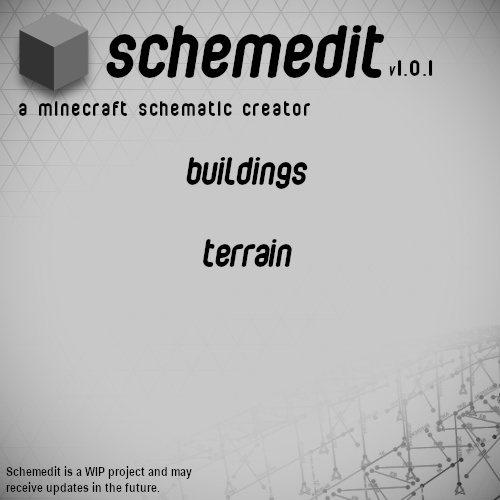 schemedit v1.0.1
a minecraft schematic creator
buildings
terrain
Schemedit is a WIP project and may
receive updates in the future.